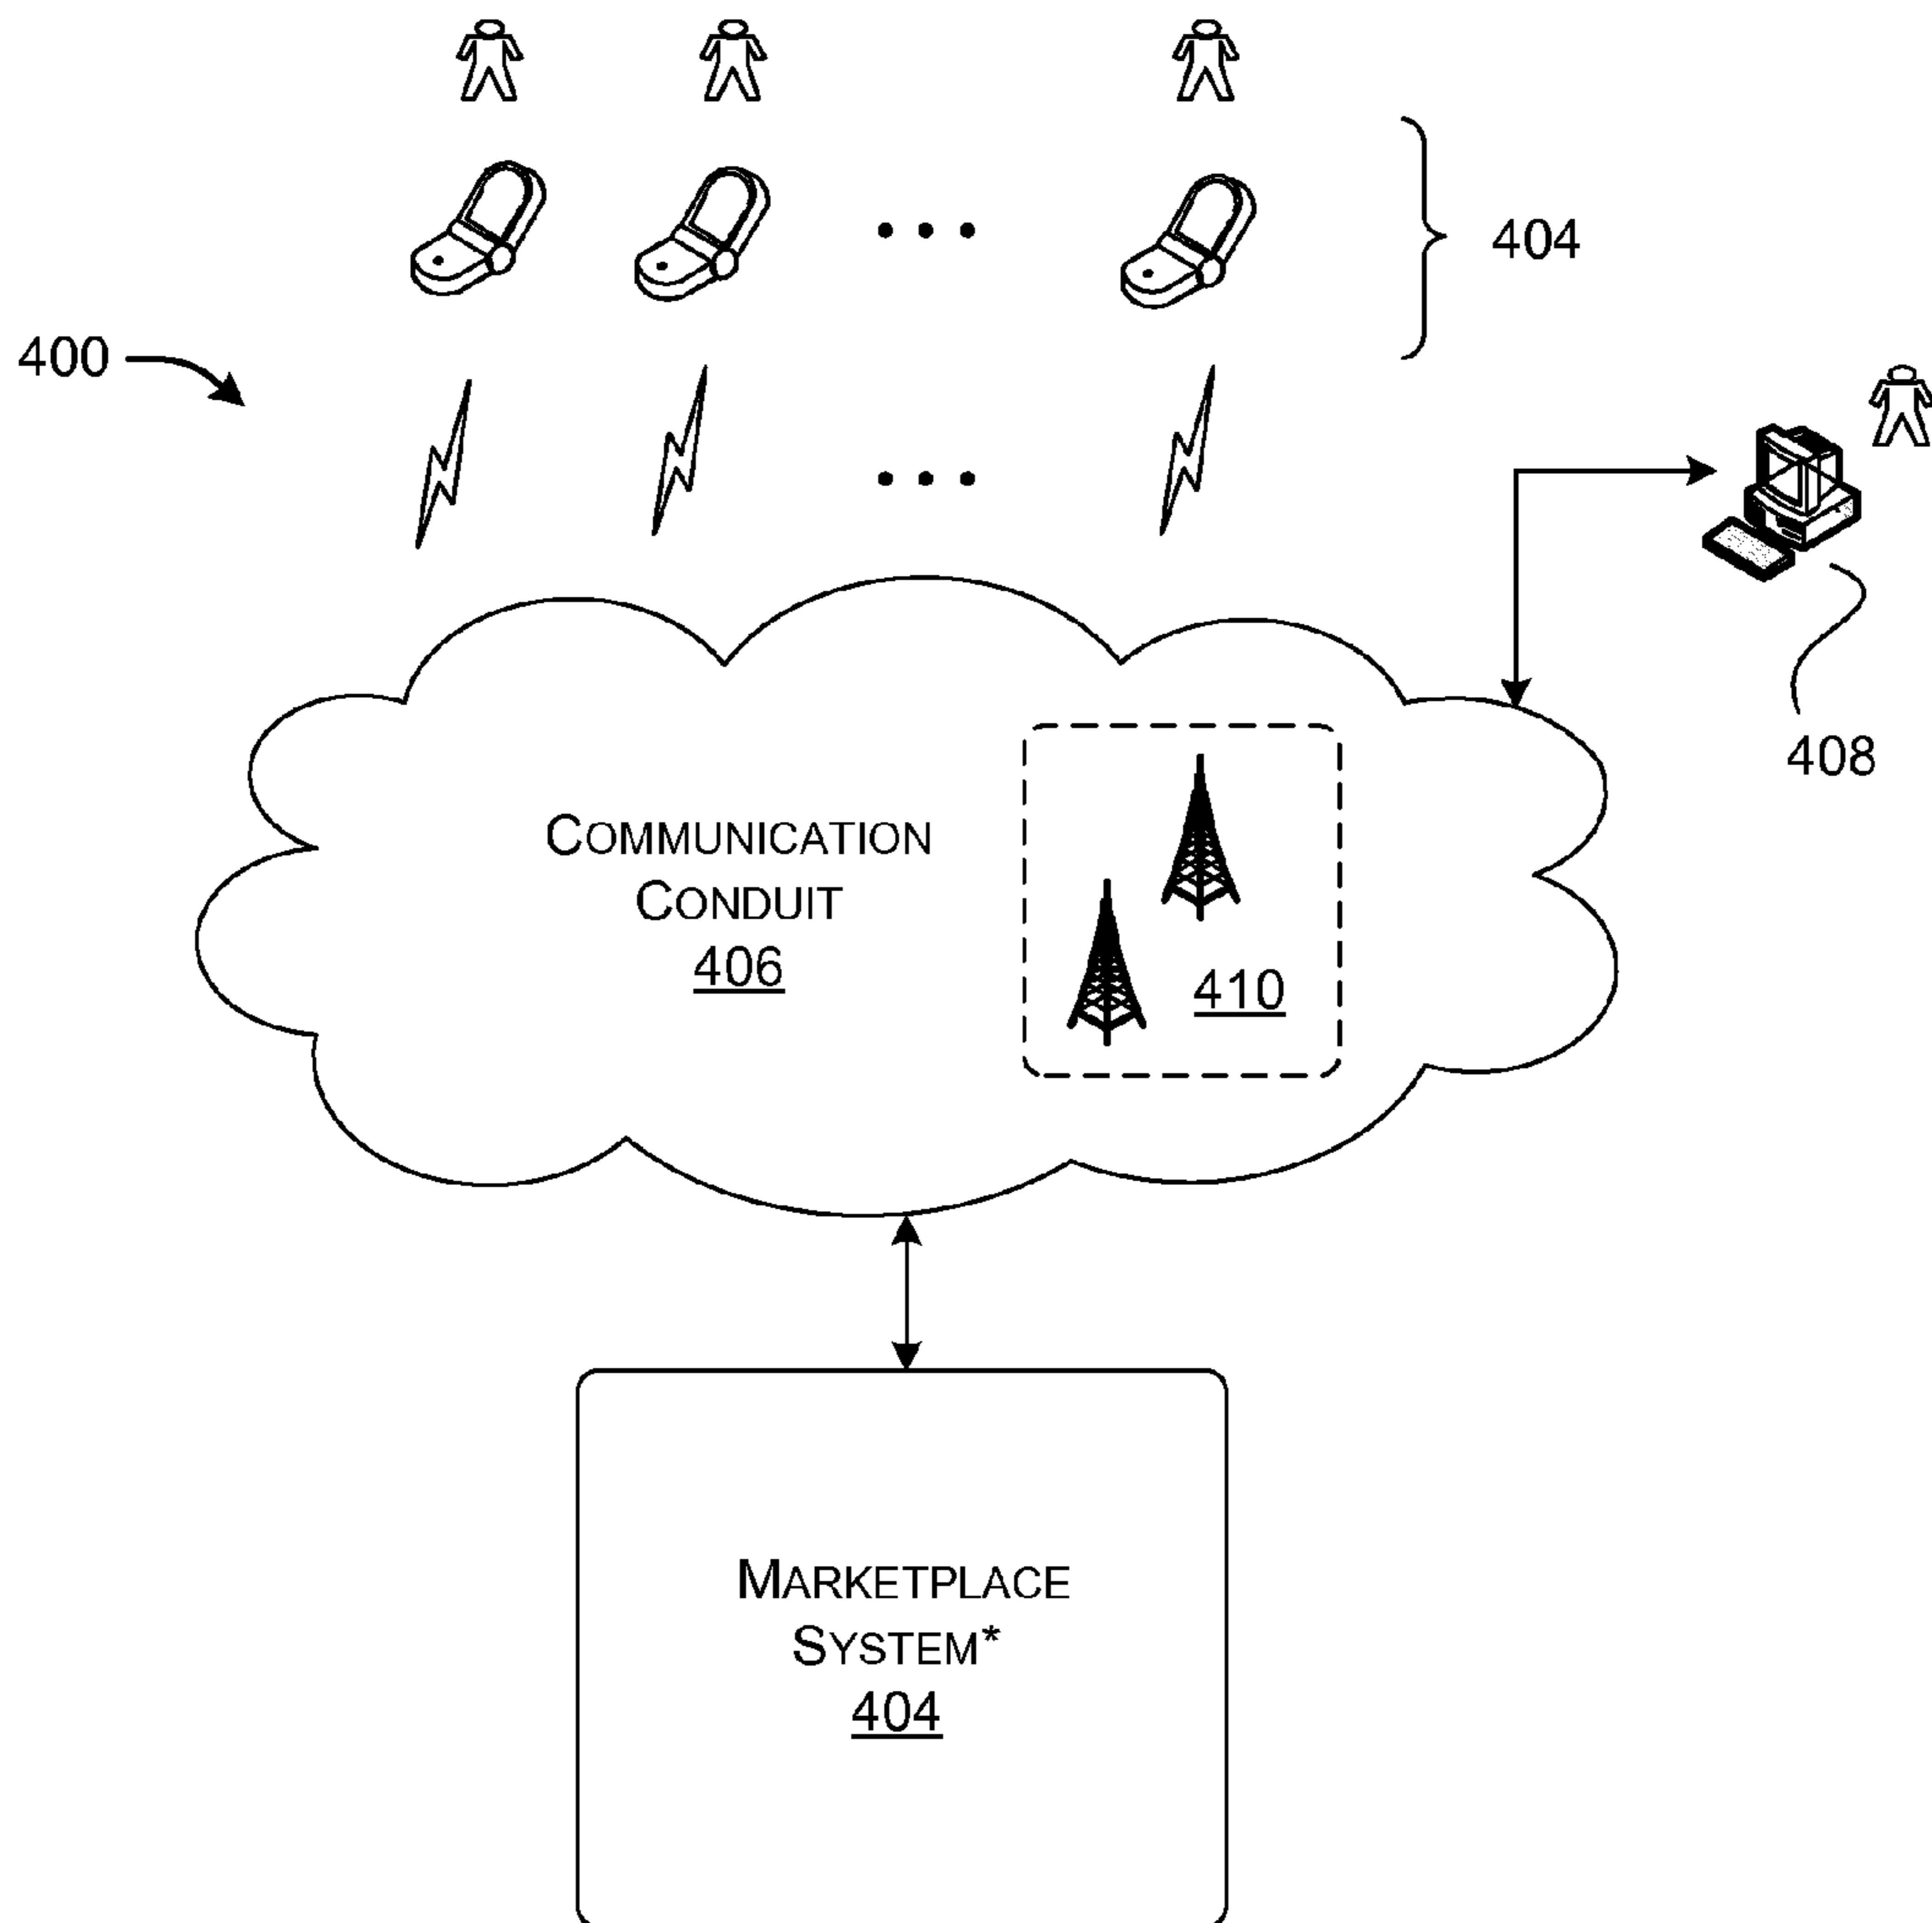 404
400
408
COMMUNICATION
CONDUIT
406
410
MARKETPLACE
SYSTEM*
404